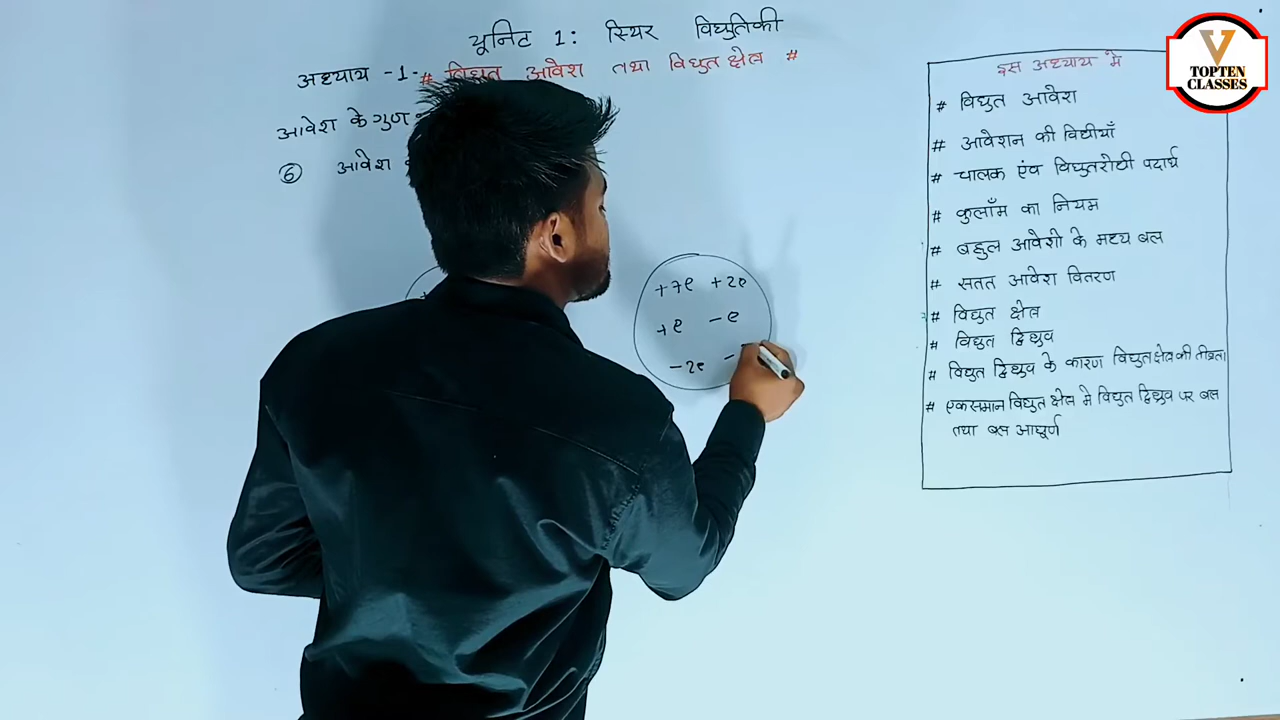 यूनिट 1: स्थिर विद्युतिकी
अध्याय -1- # विद्युत आवेश तथा विद्युत क्षेत्र #
आवेश के गुण
⑥ आवेश
+7e +2e
+e -e
-2e -
इस अध्याय मे
# विद्युत आवेश
# आवेशन की विधीयाँ
# चालक एंव विद्युतरोधी पदार्थ
# कुलाँम का नियम
# बहुल आवेशो के मध्य बल
# सतत आवेश वितरण
# विद्युत क्षेत्र
# विद्युत द्विध्रुव
# विद्युत द्विध्रुव के कारण विद्युत क्षेत्र की तीव्रता
# एकसमान विद्युत क्षेत्र मे विद्युत द्विध्रुव पर बल
तथा बल आघूर्ण
V
TOPTEN
CLASSES